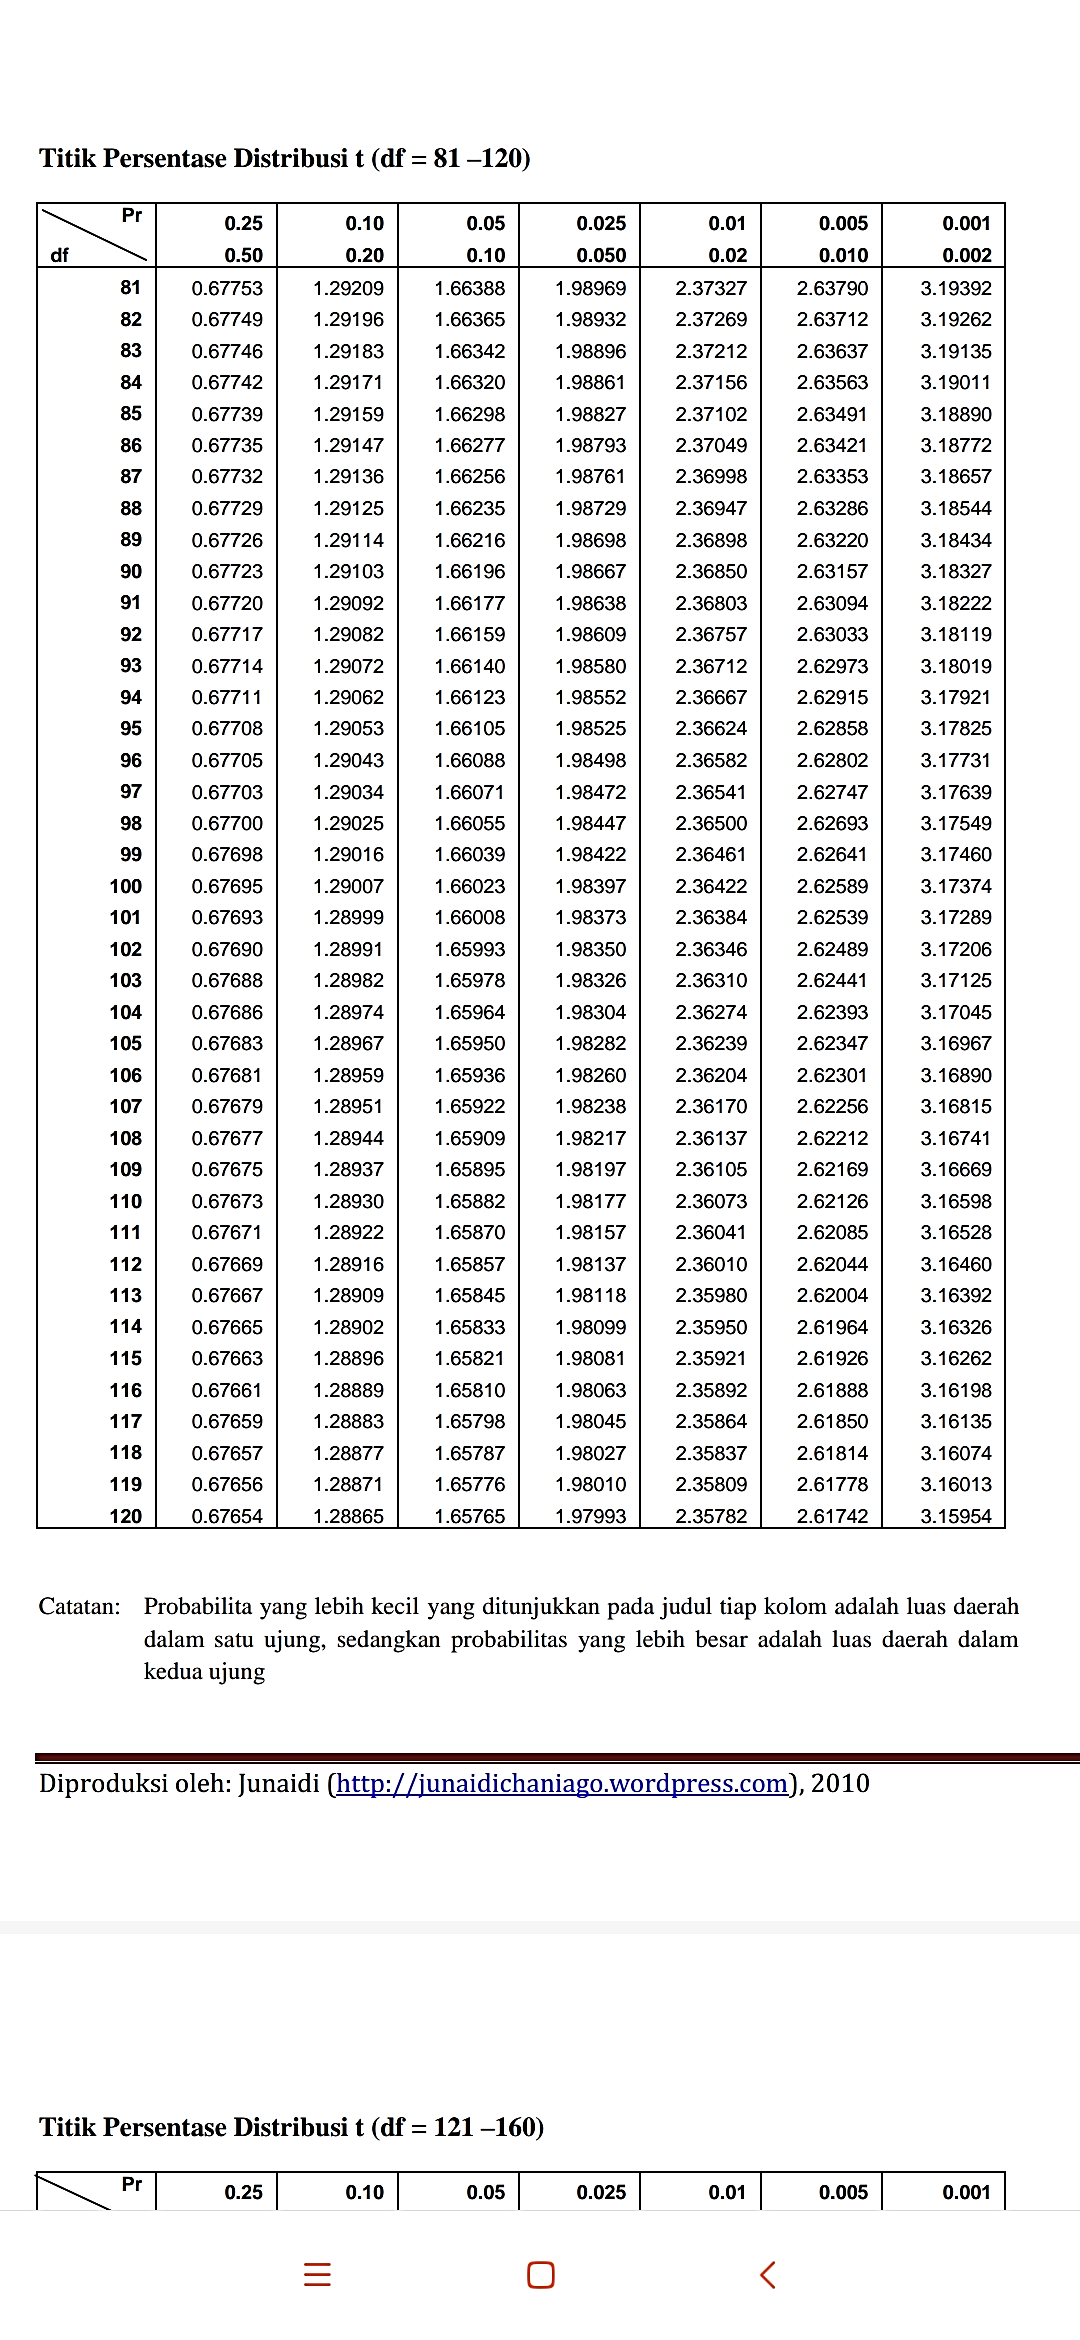 Titik Persentase Distribusi t (df = 81 –120)
Pr 0.25 0.10 0.05 0.025 0.01 0.005 0.001
df 0.50 0.20 0.10 0.050 0.02 0.010 0.002
81 0.67753 1.29209 1.66388 1.98969 2.37327 2.63790 3.19392
82 0.67749 1.29196 1.66365 1.98932 2.37269 2.63712 3.19262
83 0.67746 1.29183 1.66342 1.98896 2.37212 2.63637 3.19135
84 0.67742 1.29171 1.66320 1.98861 2.37156 2.63563 3.19011
85 0.67739 1.29159 1.66298 1.98827 2.37102 2.63491 3.18890
86 0.67735 1.29147 1.66277 1.98793 2.37049 2.63421 3.18772
87 0.67732 1.29136 1.66256 1.98761 2.36998 2.63353 3.18657
88 0.67729 1.29125 1.66235 1.98729 2.36947 2.63286 3.18544
89 0.67726 1.29114 1.66216 1.98698 2.36898 2.63220 3.18434
90 0.67723 1.29103 1.66196 1.98667 2.36850 2.63157 3.18327
91 0.67720 1.29092 1.66177 1.98638 2.36803 2.63094 3.18222
92 0.67717 1.29082 1.66159 1.98609 2.36757 2.63033 3.18119
93 0.67714 1.29072 1.66140 1.98580 2.36712 2.62973 3.18019
94 0.67711 1.29062 1.66123 1.98552 2.36667 2.62915 3.17921
95 0.67708 1.29053 1.66105 1.98525 2.36624 2.62858 3.17825
96 0.67705 1.29043 1.66088 1.98498 2.36582 2.62802 3.17731
97 0.67703 1.29034 1.66071 1.98472 2.36541 2.62747 3.17639
98 0.67700 1.29025 1.66055 1.98447 2.36500 2.62693 3.17549
99 0.67698 1.29016 1.66039 1.98422 2.36461 2.62641 3.17460
100 0.67695 1.29007 1.66023 1.98397 2.36422 2.62589 3.17374
101 0.67693 1.28999 1.66008 1.98373 2.36384 2.62539 3.17289
102 0.67690 1.28991 1.65993 1.98350 2.36346 2.62489 3.17206
103 0.67688 1.28982 1.65978 1.98326 2.36310 2.62441 3.17125
104 0.67686 1.28974 1.65964 1.98304 2.36274 2.62393 3.17045
105 0.67683 1.28967 1.65950 1.98282 2.36239 2.62347 3.16967
106 0.67681 1.28959 1.65936 1.98260 2.36204 2.62301 3.16890
107 0.67679 1.28951 1.65922 1.98238 2.36170 2.62256 3.16815
108 0.67677 1.28944 1.65909 1.98217 2.36137 2.62212 3.16741
109 0.67675 1.28937 1.65895 1.98197 2.36105 2.62169 3.16669
110 0.67673 1.28930 1.65882 1.98177 2.36073 2.62126 3.16598
111 0.67671 1.28922 1.65870 1.98157 2.36041 2.62085 3.16528
112 0.67669 1.28916 1.65857 1.98137 2.36010 2.62044 3.16460
113 0.67667 1.28909 1.65845 1.98118 2.35980 2.62004 3.16392
114 0.67665 1.28902 1.65833 1.98099 2.35950 2.61964 3.16326
115 0.67663 1.28896 1.65821 1.98081 2.35921 2.61926 3.16262
116 0.67661 1.28889 1.65810 1.98063 2.35892 2.61888 3.16198
117 0.67659 1.28883 1.65798 1.98045 2.35864 2.61850 3.16135
118 0.67657 1.28877 1.65787 1.98027 2.35837 2.61814 3.16074
119 0.67656 1.28871 1.65776 1.98010 2.35809 2.61778 3.16013
120 0.67654 1.28865 1.65765 1.97993 2.35782 2.61742 3.15954
Catatan: Probabilita yang lebih kecil yang ditunjukkan pada judul tiap kolom adalah luas daerah
dalam satu ujung, sedangkan probabilitas yang lebih besar adalah luas daerah dalam
kedua ujung
Diproduksi oleh: Junaidi (http://junaidichaniago.wordpress.com), 2010
Titik Persentase Distribusi t (df = 121 –160)
Pr 0.25 0.10 0.05 0.025 0.01 0.005 0.001